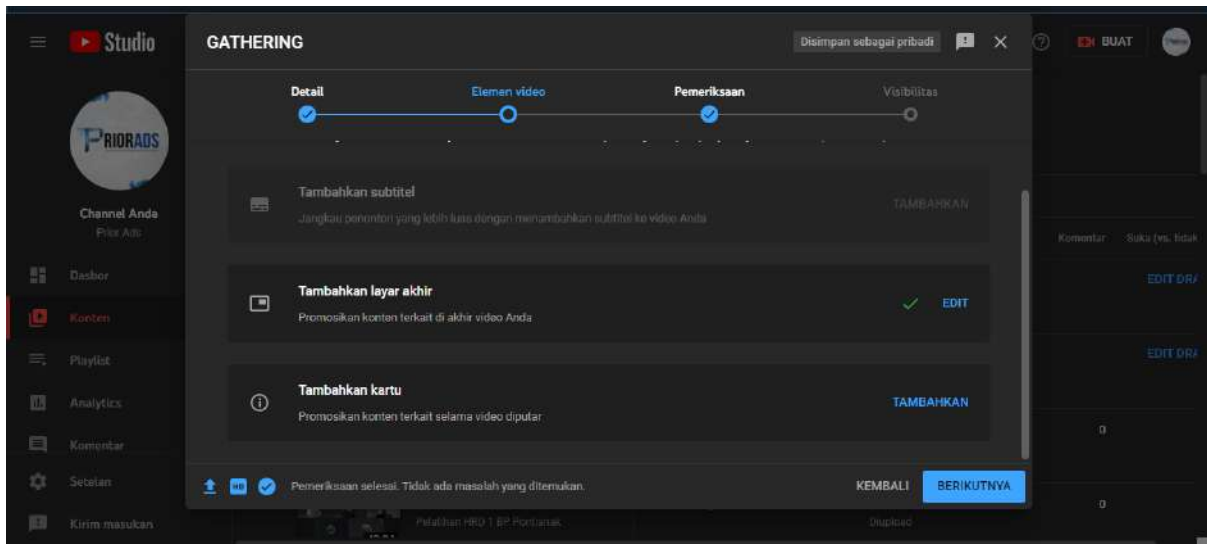 Studio
GATHERING
Disimpan sebagai pribadi
BUAT
Detail
Elemen video
Pemeriksaan
Visibilitas
PRIORADS
Channel Anda
Prior Ads
Tambahkan subtitel
Jangkau penonton yang lebih luas dengan menambahkan subtitel ke video Anda
TAMBAHKAN
Komentar
Suka (vs. tidak
Dasbor
Tambahkan layar akhir
Promosikan konten terkait di akhir video Anda
EDIT
EDIT DRA
Konten
Playlist
EDIT DRA
Tambahkan kartu
Promosikan konten terkait selama video diputar
TAMBAHKAN
Analytics
0
Komentar
Setelan
HD
Pemeriksaan selesai. Tidak ada masalah yang ditemukan.
KEMBALI
BERIKUTNYA
0
Kirim masukan
Pelatihan HRD 1 BP Pontianak
Diupload